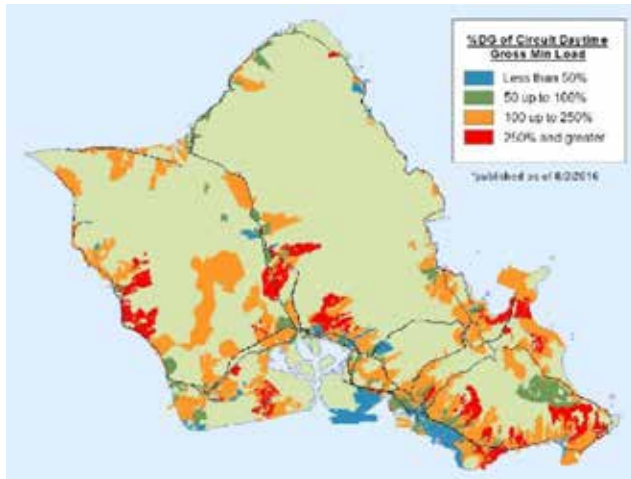 %DG of Circuit Daytime
Gross Min Load
Less than 50%
50 up to 100%
100 up to 250%
250% and greater
*published as of 8/2/2016